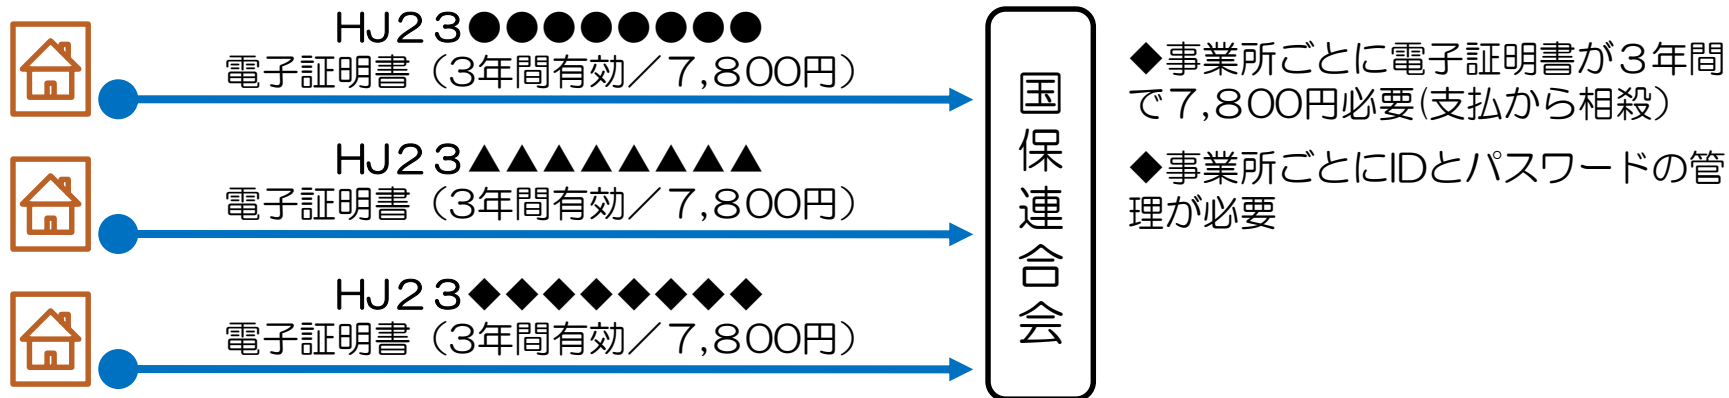 HJ23●●●●●●●●
電子証明書（3年間有効／7,800円）
HJ23▲▲▲▲▲▲▲▲
電子証明書（3年間有効／7,800円）
HJ23◆◆◆◆◆◆◆◆
電子証明書（3年間有効／7,800円）
国保連合会
◆事業所ごとに電子証明書が３年間
で7,800円必要(支払から相殺）
◆事業所ごとにIDとパスワードの管
理が必要